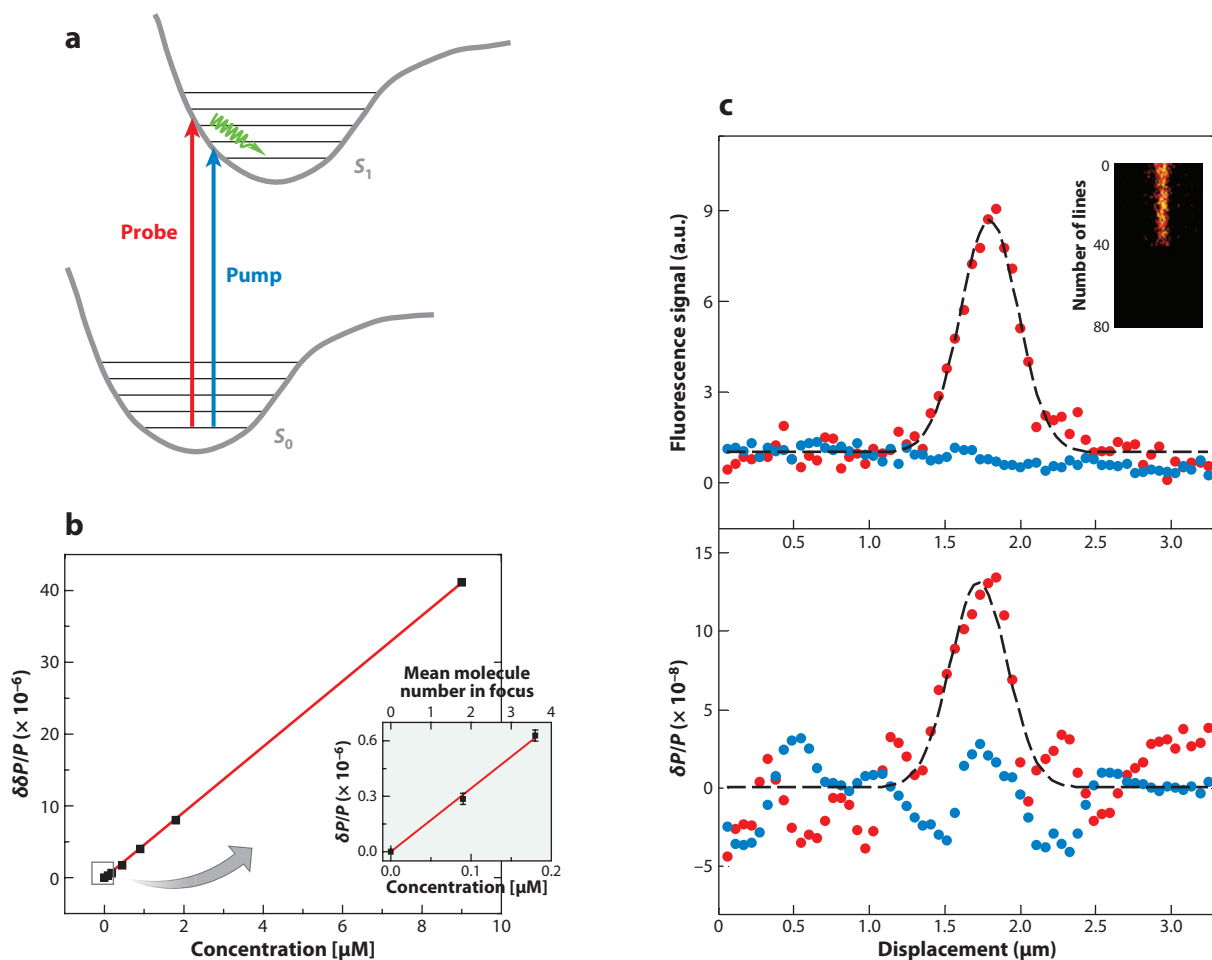 a
S1
Probe
Pump
S0
b
δδP/P (× 10⁻⁶)
40
30
20
10
0
0
2
4
6
8
10
Concentration [μM]
Mean molecule
number in focus
0
1
2
3
4
δP/P (× 10⁻⁶)
0.6
0.3
0.0
0.0
0.1
0.2
Concentration [μM]
c
Fluorescence signal (a.u.)
9
6
3
0
Number of lines
0
40
80
0.5
1.0
1.5
2.0
2.5
3.0
δP/P (× 10⁻⁸)
15
10
5
0
−5
0
0.5
1.0
1.5
2.0
2.5
3.0
Displacement (μm)